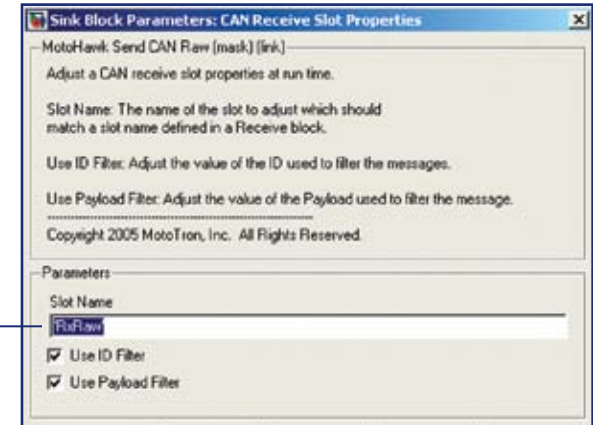 Sink Block Parameters: CAN Receive Slot Properties
MotoHawk Send CAN Raw (mask) (link)
Adjust a CAN receive slot properties at run time.
Slot Name: The name of the slot to adjust which should
match a slot name defined in a Receive block.
Use ID Filter: Adjust the value of the ID used to filter the messages.
Use Payload Filter: Adjust the value of the Payload used to filter the message.
----------------------------------------------------------------
Copyright 2005 MotoTron, Inc. All Rights Reserved.
Parameters
Slot Name
'RxRaw'
Use ID Filter
Use Payload Filter